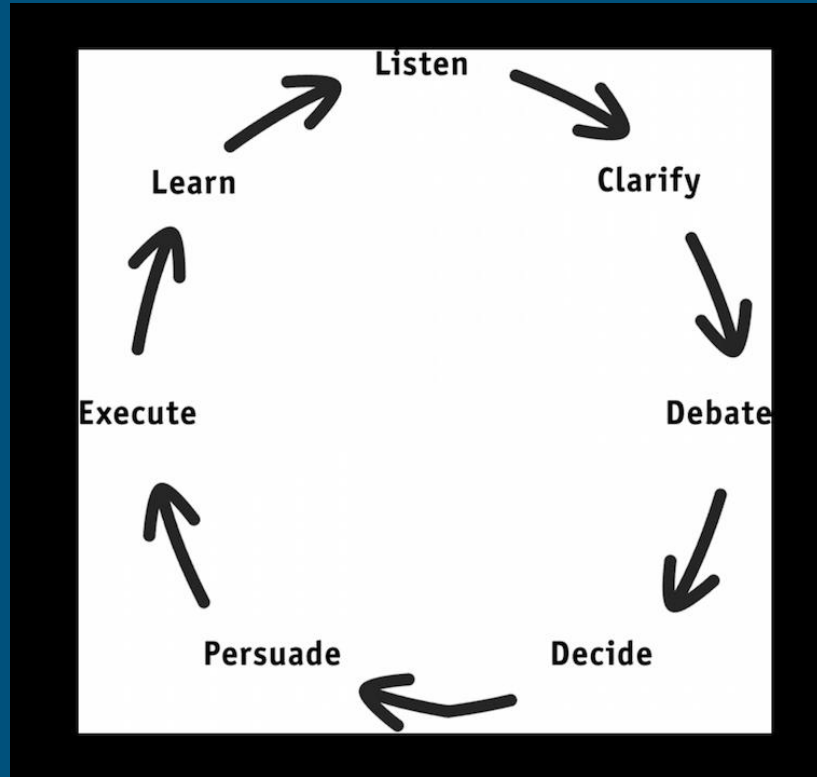 Listen
Clarify
Debate
Decide
Persuade
Execute
Learn